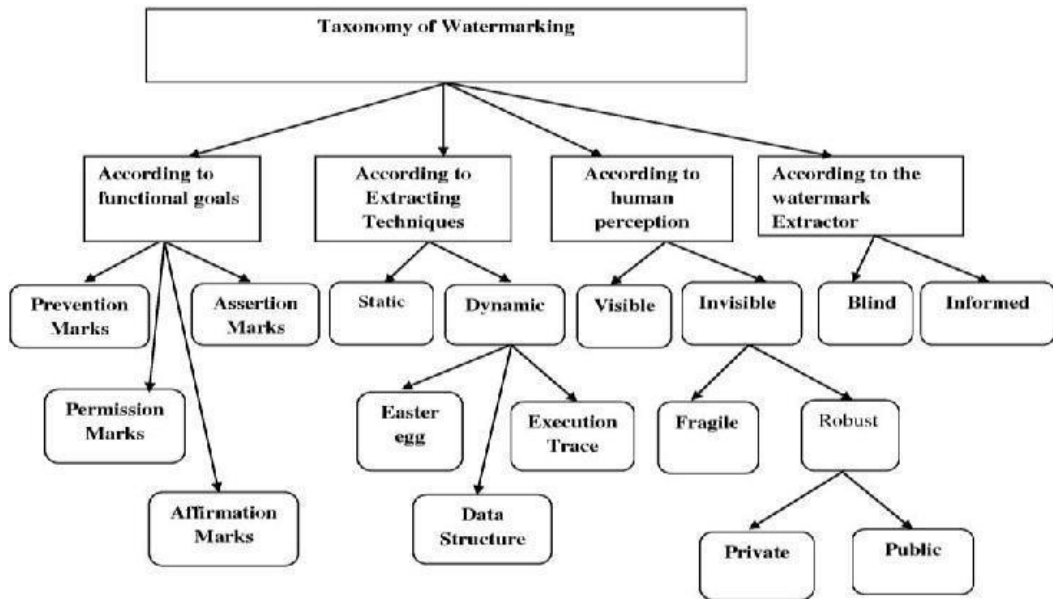 Taxonomy of Watermarking
According to
functional goals
According to
Extracting
Techniques
According to
human
perception
According to the
watermark
Extractor
Prevention
Marks
Assertion
Marks
Static
Dynamic
Visible
Invisible
Blind
Informed
Permission
Marks
Easter
egg
Execution
Trace
Fragile
Robust
Affirmation
Marks
Data
Structure
Private
Public